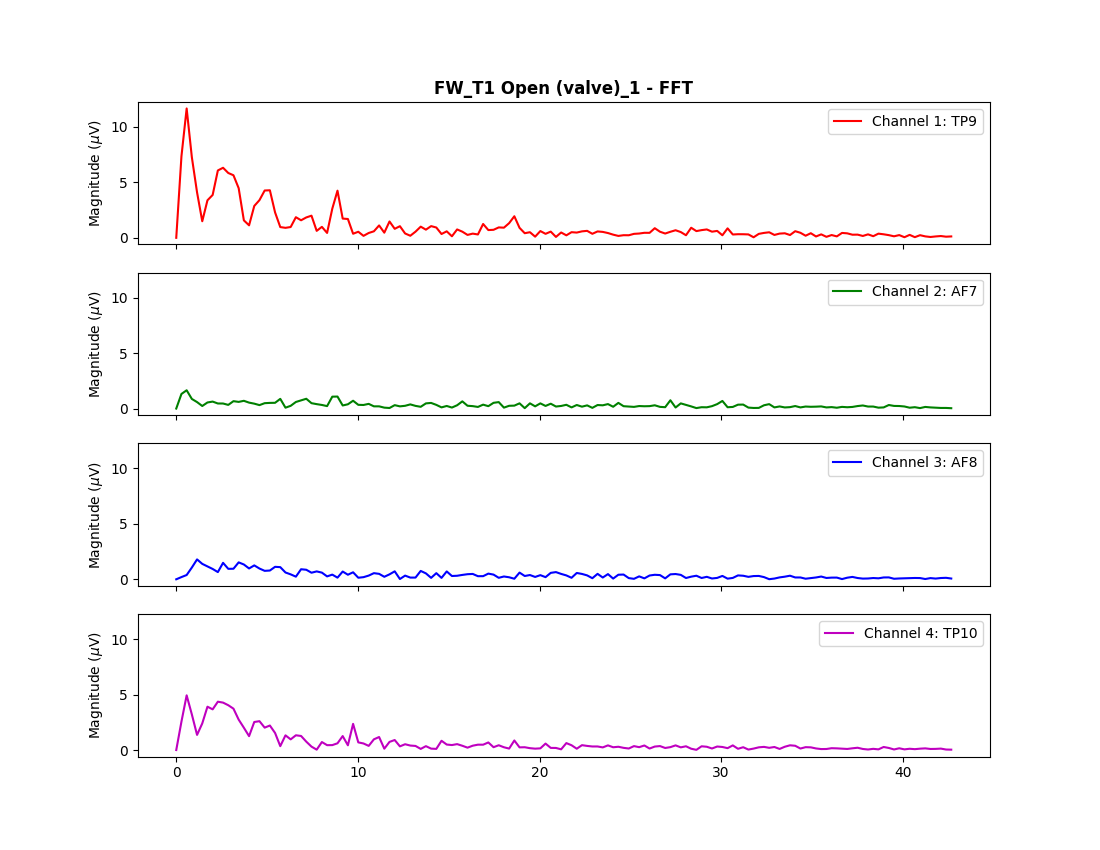 FW_T1 Open (valve)_1 - FFT
Magnitude (μV)
10
5
0
Channel 1: TP9
Magnitude (μV)
10
5
0
Channel 2: AF7
Magnitude (μV)
10
5
0
Channel 3: AF8
Magnitude (μV)
10
5
0
Channel 4: TP10
0 10 20 30 40